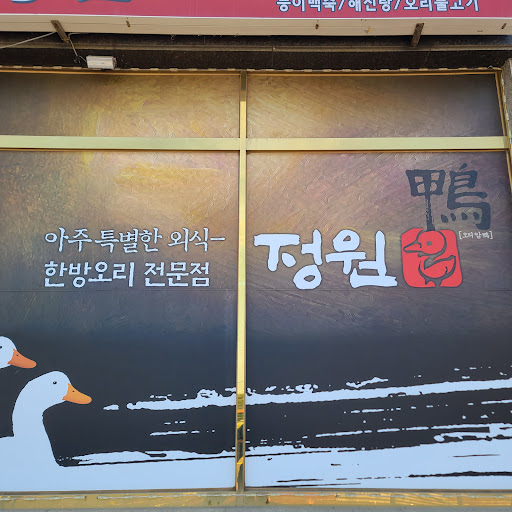 능이백숙/해신탕/오리불고기
鴨
[오리 압 鴨]
아주 특별한 외식-
정원
한방오리 전문점